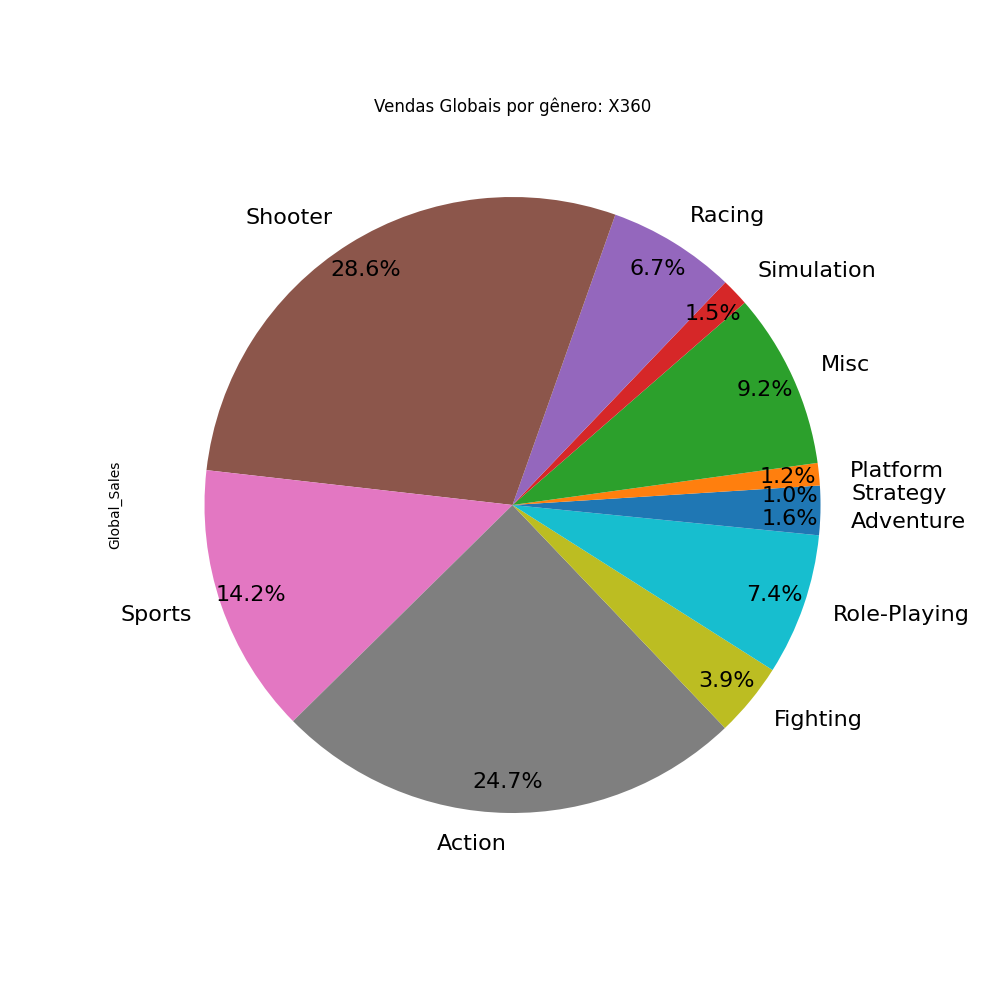 Vendas Globais por gênero: X360
Shooter
Racing
28.6%
6.7%
Simulation
1.5%
Misc
9.2%
Platform
1.2%
Strategy
1.0%
Global_Sales
Adventure
1.6%
14.2%
7.4%
Sports
Role-Playing
3.9%
Fighting
24.7%
Action